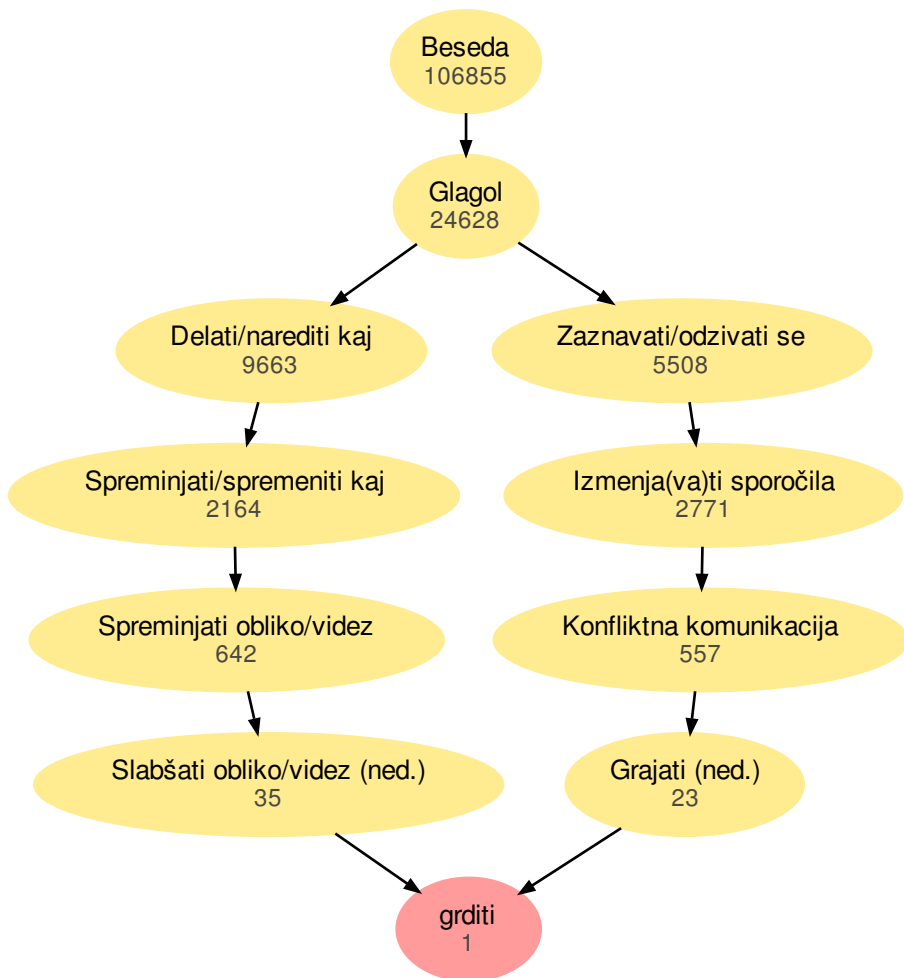 Beseda
106855
Glagol
24628
Delati/narediti kaj
9663
Zaznavati/odzivati se
5508
Spreminjati/spremeniti kaj
2164
Izmenja(va)ti sporočila
2771
Spreminjati obliko/videz
642
Konfliktna komunikacija
557
Slabšati obliko/videz (ned.)
35
Grajati (ned.)
23
grditi
1